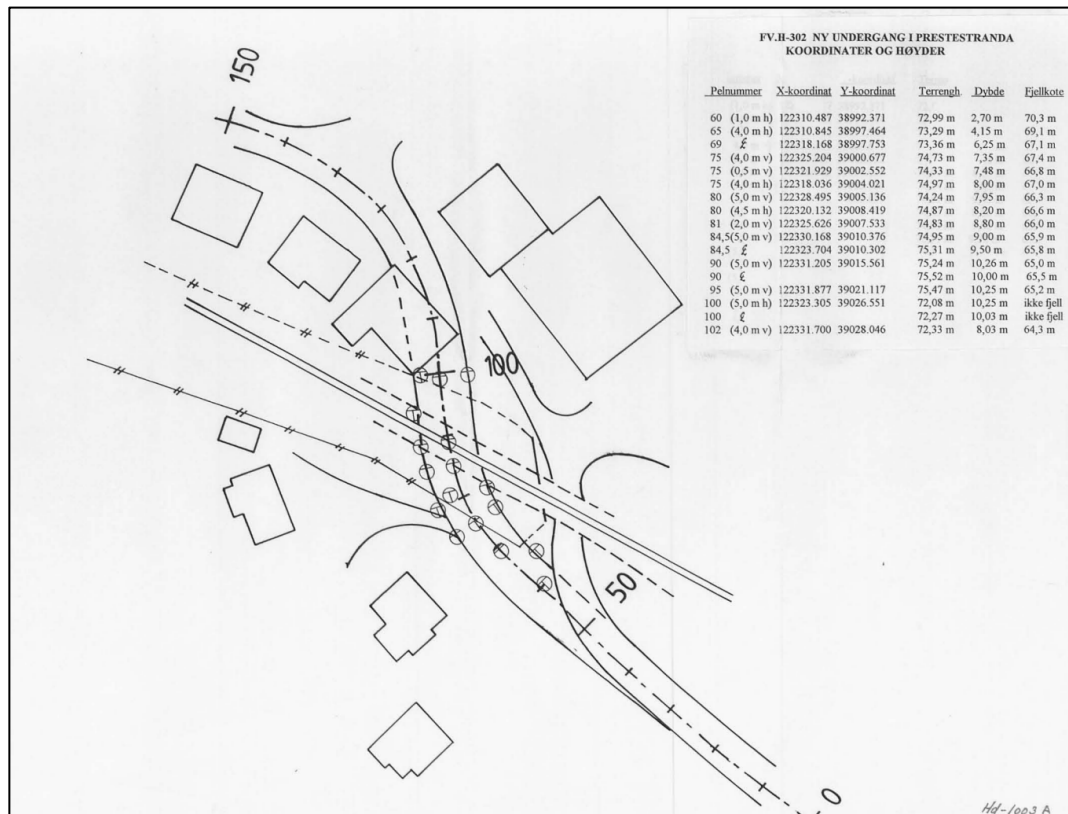 FV.H-302 NY UNDERGANG I PRESTESTRANDA
KOORDINATER OG HØYDER
Pelnummer X-koordinat Y-koordinat Terrengh. Dybde Fjellkote
60 (1,0 m h) 122310.487 38992.371 72,99 m 2,70 m 70,3 m
65 (4,0 m h) 122310.845 38997.464 73,29 m 4,15 m 69,1 m
69 £ 122318.168 38997.753 73,36 m 6,25 m 67,1 m
75 (4,0 m v) 122325.204 39000.677 74,73 m 7,35 m 67,4 m
75 (0,5 m v) 122321.929 39002.552 74,33 m 7,48 m 66,8 m
75 (4,0 m h) 122318.036 39004.021 74,97 m 8,00 m 67,0 m
80 (5,0 m v) 122328.495 39005.136 74,24 m 7,95 m 66,3 m
80 (4,5 m h) 122320.132 39008.419 74,87 m 8,20 m 66,6 m
81 (2,0 m v) 122325.626 39007.533 74,83 m 8,80 m 66,0 m
84,5(5,0 m v) 122330.168 39010.376 74,95 m 9,00 m 65,9 m
84,5 £ 122323.704 39010.302 75,31 m 9,50 m 65,8 m
90 (5,0 m v) 122331.205 39015.561 75,24 m 10,26 m 65,0 m
90 £ 75,52 m 10,00 m 65,5 m
95 (5,0 m v) 122331.877 39021.117 75,47 m 10,25 m 65,2 m
100 (5,0 m h) 122323.305 39026.551 72,08 m 10,25 m ikke fjell
100 £ 72,27 m 10,03 m ikke fjell
102 (4,0 m v) 122331.700 39028.046 72,33 m 8,03 m 64,3 m
150
100
50
0
Hd-1003 A